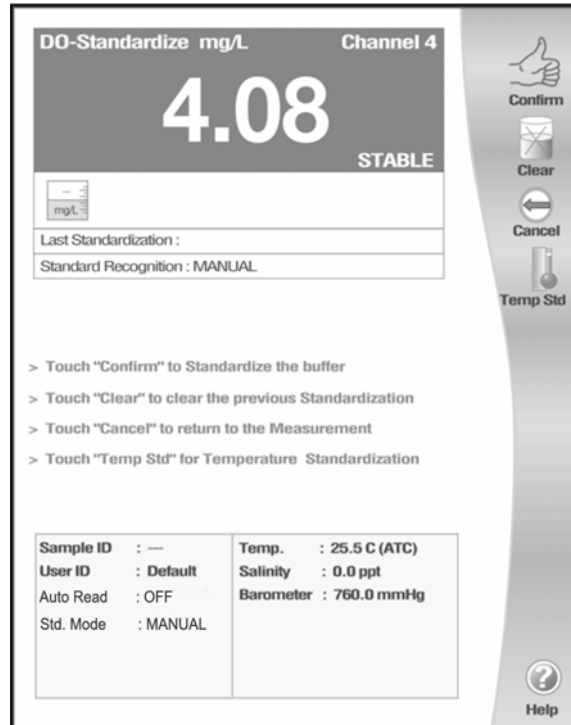 DO-Standardize mg/L Channel 4
4.08
STABLE
--
mg/L
Last Standardization :
Standard Recognition : MANUAL
Confirm
Clear
Cancel
Temp Std
> Touch "Confirm" to Standardize the buffer
> Touch "Clear" to clear the previous Standardization
> Touch "Cancel" to return to the Measurement
> Touch "Temp Std" for Temperature Standardization
Sample ID : ---
User ID : Default
Auto Read : OFF
Std. Mode : MANUAL
Temp. : 25.5 C (ATC)
Salinity : 0.0 ppt
Barometer : 760.0 mmHg
Help